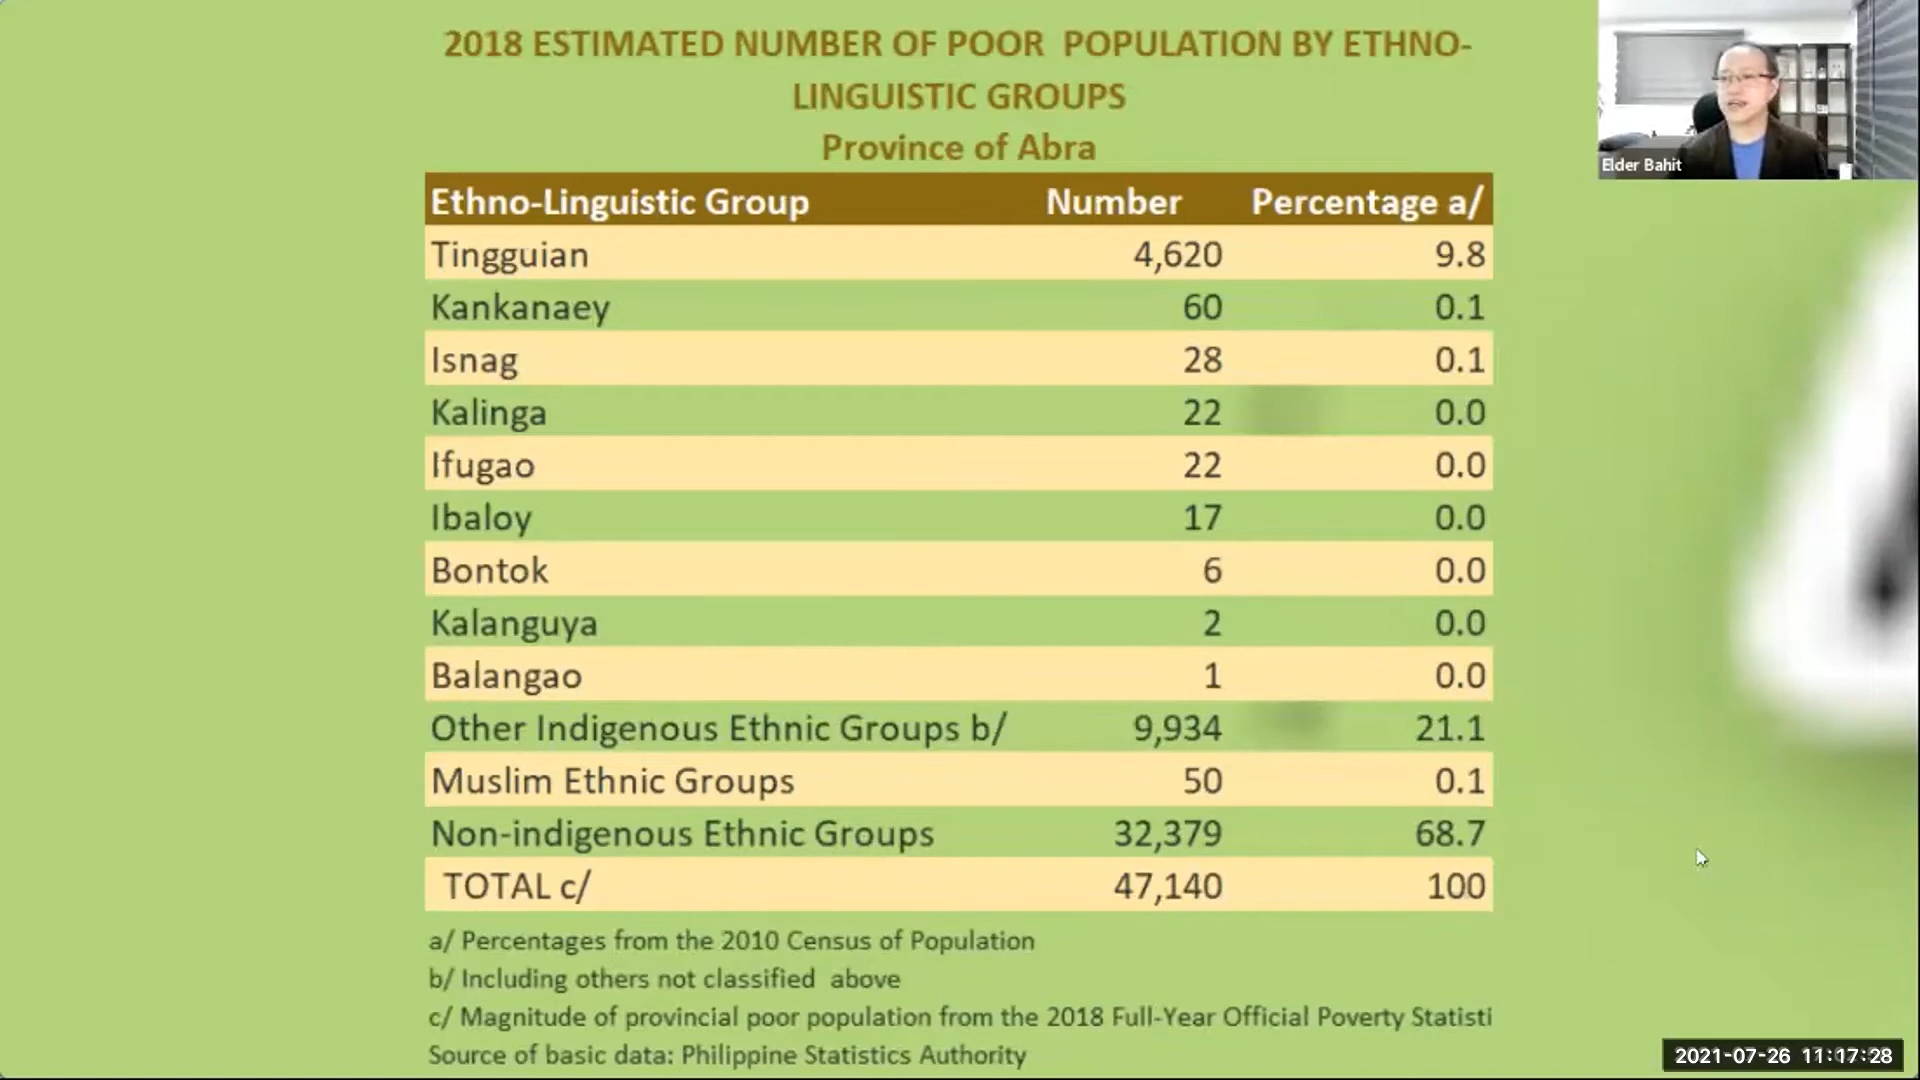 2018 ESTIMATED NUMBER OF POOR POPULATION BY ETHNO-
LINGUISTIC GROUPS
Province of Abra
Elder Bahit
Ethno-Linguistic Group Number Percentage a/
Tingguian 4,620 9.8
Kankanaey 60 0.1
Isnag 28 0.1
Kalinga 22 0.0
Ifugao 22 0.0
Ibaloy 17 0.0
Bontok 6 0.0
Kalanguya 2 0.0
Balangao 1 0.0
Other Indigenous Ethnic Groups b/ 9,934 21.1
Muslim Ethnic Groups 50 0.1
Non-indigenous Ethnic Groups 32,379 68.7
TOTAL c/ 47,140 100
a/ Percentages from the 2010 Census of Population
b/ Including others not classified above
c/ Magnitude of provincial poor population from the 2018 Full-Year Official Poverty Statisti
Source of basic data: Philippine Statistics Authority
2021-07-26 11:17:28